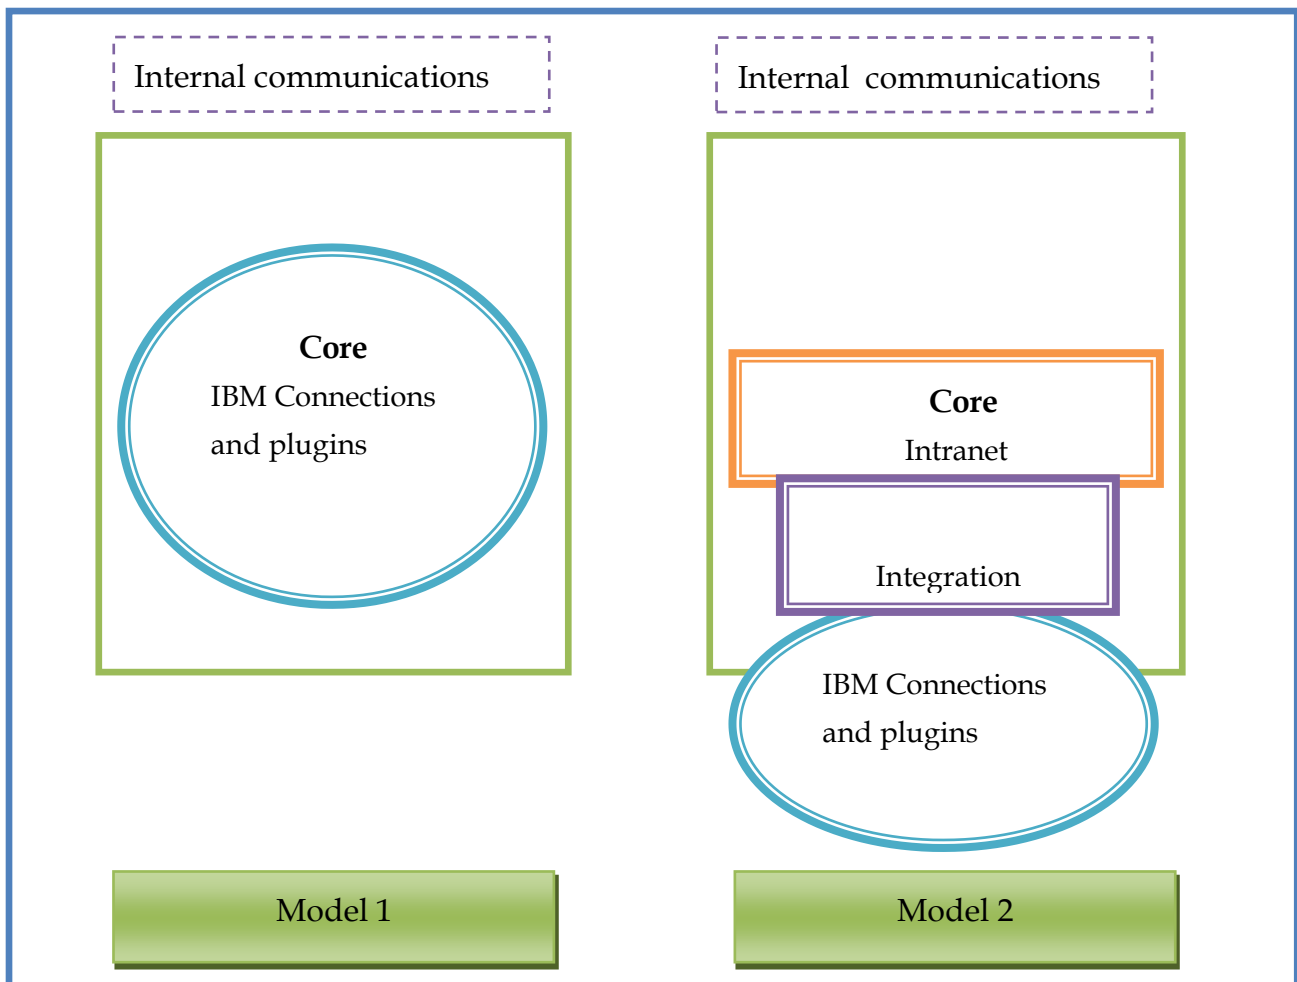 Internal communications
Core
IBM Connections
and plugins
Model 1
Internal  communications
Core
Intranet
Integration
IBM Connections
and plugins
Model 2